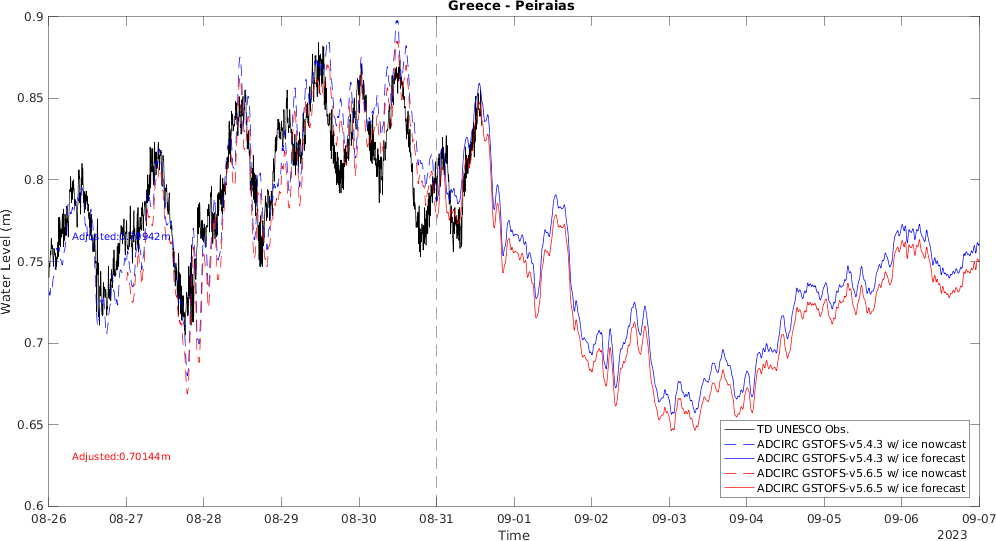 Greece - Peiraias
0.9
0.85
0.8
0.75
0.7
0.65
0.6
Water Level (m)
Adjusted:
Adjusted:0.70144m
TD UNESCO Obs.
ADCIRC GSTOFS-v5.4.3 w/ ice nowcast
ADCIRC GSTOFS-v5.4.3 w/ ice forecast
ADCIRC GSTOFS-v5.6.5 w/ ice nowcast
ADCIRC GSTOFS-v5.6.5 w/ ice forecast
08-26 08-27 08-28 08-29 08-30 08-31 09-01 09-02 09-03 09-04 09-05 09-06 09-07
Time
2023